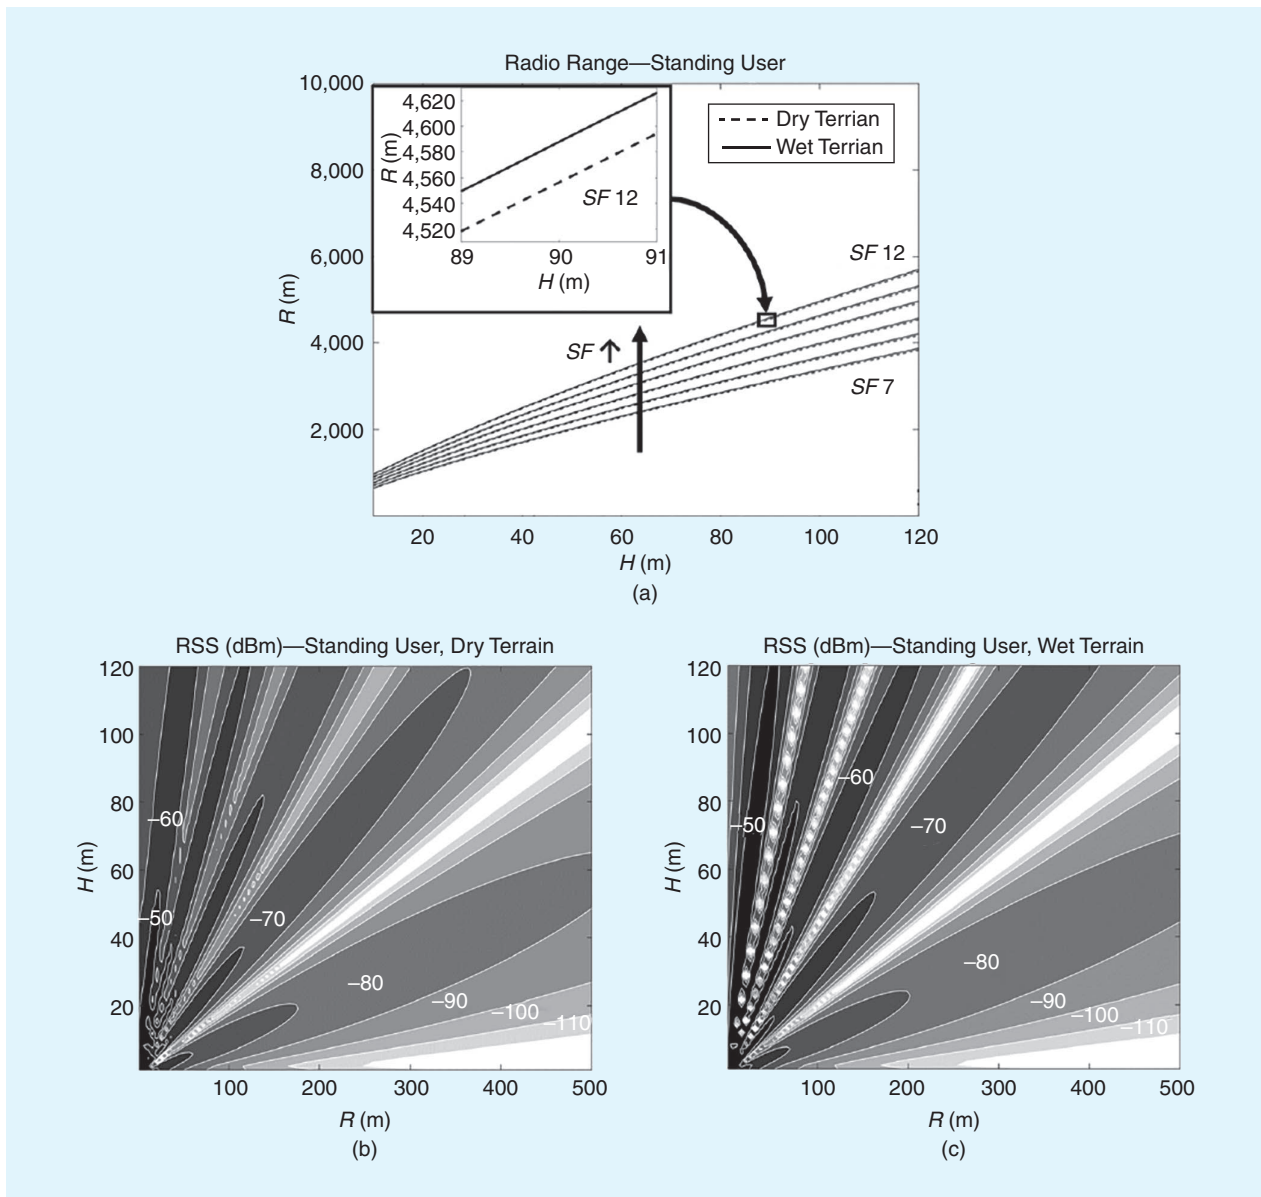 Radio Range—Standing User
10,000
8,000
6,000
4,000
2,000
R (m)
4,620
4,600
4,580
4,560
4,540
4,520
R (m)
SF 12
89 90 91
H (m)
Dry Terrian
Wet Terrian
SF 12
SF ↑
SF 7
20 40 60 80 100 120
H (m)
(a)
RSS (dBm)—Standing User, Dry Terrain
120
100
80
60
40
20
H (m)
–60
–50
–70
–80
–90
–100
–110
100 200 300 400 500
R (m)
(b)
RSS (dBm)—Standing User, Wet Terrain
120
100
80
60
40
20
H (m)
–60
–50
–70
–80
–90
–100
–110
100 200 300 400 500
R (m)
(c)